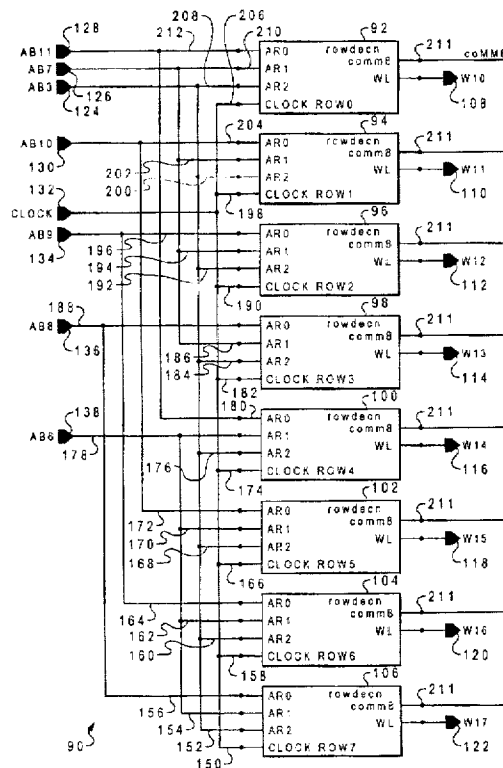 128 208 206 92
212 210 211 coMM8
AB11 AR0 rowdecn comm8
AB7 AR1 WL W10
AB3 AR2
126 CLOCK ROW0 108
124 94
204 211
AB10 AR0 rowdecn comm8
130 202 AR1 WL W11
200 AR2
132 CLOCK ROW1 110
CLOCK 198 96
AB9 211
134 196 AR0 rowdecn comm8
194 AR1 WL W12
192 AR2
190 CLOCK ROW2 112
188 98
AB8 211
136 AR0 rowdecn comm8
186 AR1 WL W13
184 AR2
182 CLOCK ROW3 114
138 100
180 211
AB6 AR0 rowdecn comm8
178 AR1 WL W14
176 AR2
174 CLOCK ROW4 116
102
172 211
AR0 rowdecn comm8
170 AR1 WL W15
168 AR2
166 CLOCK ROW5 118
104
164 211
AR0 rowdecn comm8
162 AR1 WL W16
160 AR2
158 CLOCK ROW6 120
106
156 211
AR0 rowdecn comm8
154 AR1 WL W17
152 AR2
150 CLOCK ROW7 122
90